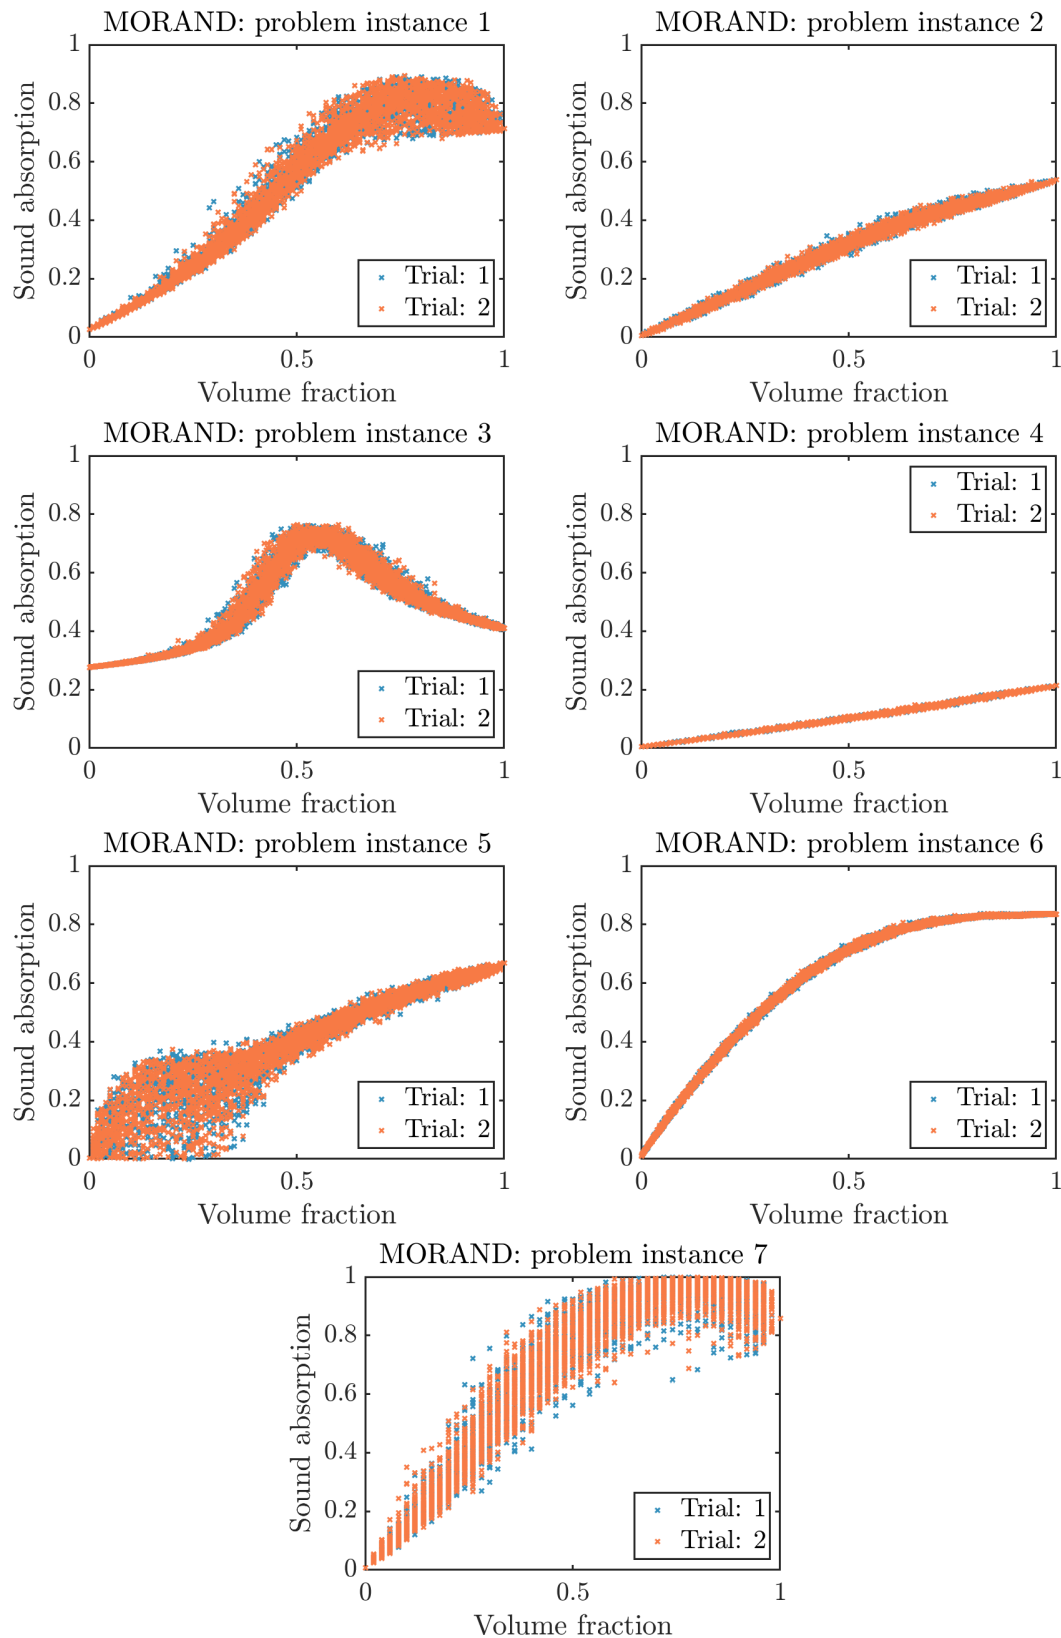 MORAND: problem instance 1
Sound absorption
1
0.8
0.6
0.4
0.2
0
0
0.5
1
Volume fraction
Trial: 1
Trial: 2
MORAND: problem instance 2
Sound absorption
1
0.8
0.6
0.4
0.2
0
0
0.5
1
Volume fraction
Trial: 1
Trial: 2
MORAND: problem instance 3
Sound absorption
1
0.8
0.6
0.4
0.2
0
0
0.5
1
Volume fraction
Trial: 1
Trial: 2
MORAND: problem instance 4
Sound absorption
1
0.8
0.6
0.4
0.2
0
0
0.5
1
Volume fraction
Trial: 1
Trial: 2
MORAND: problem instance 5
Sound absorption
1
0.8
0.6
0.4
0.2
0
0
0.5
1
Volume fraction
Trial: 1
Trial: 2
MORAND: problem instance 6
Sound absorption
1
0.8
0.6
0.4
0.2
0
0
0.5
1
Volume fraction
Trial: 1
Trial: 2
MORAND: problem instance 7
Sound absorption
1
0.8
0.6
0.4
0.2
0
0
0.5
1
Volume fraction
Trial: 1
Trial: 2